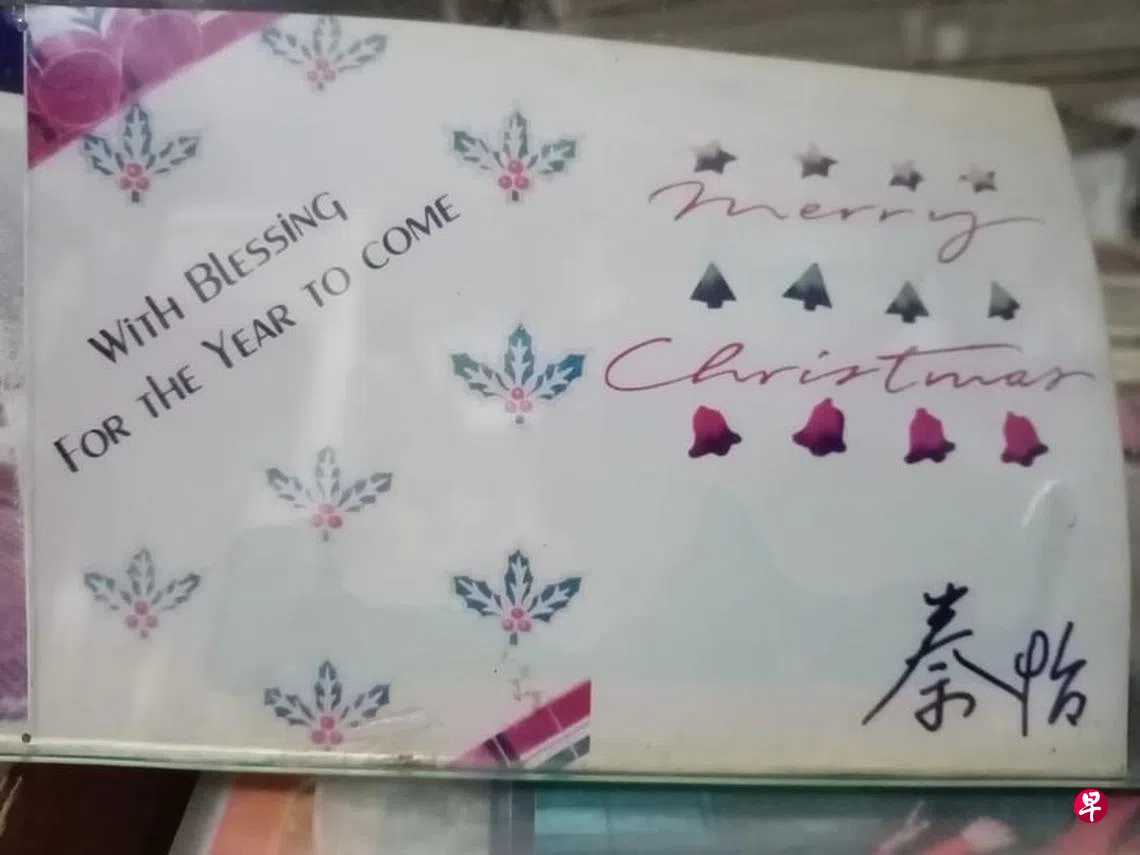 With Blessing
For the Year to come
Merry
Christmas
秦怡
早